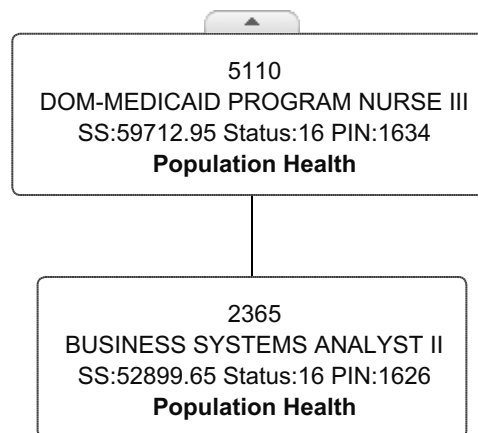 5110
DOM-MEDICAID PROGRAM NURSE III
SS:59712.95 Status:16 PIN:1634
Population Health
2365
BUSINESS SYSTEMS ANALYST II
SS:52899.65 Status:16 PIN:1626
Population Health